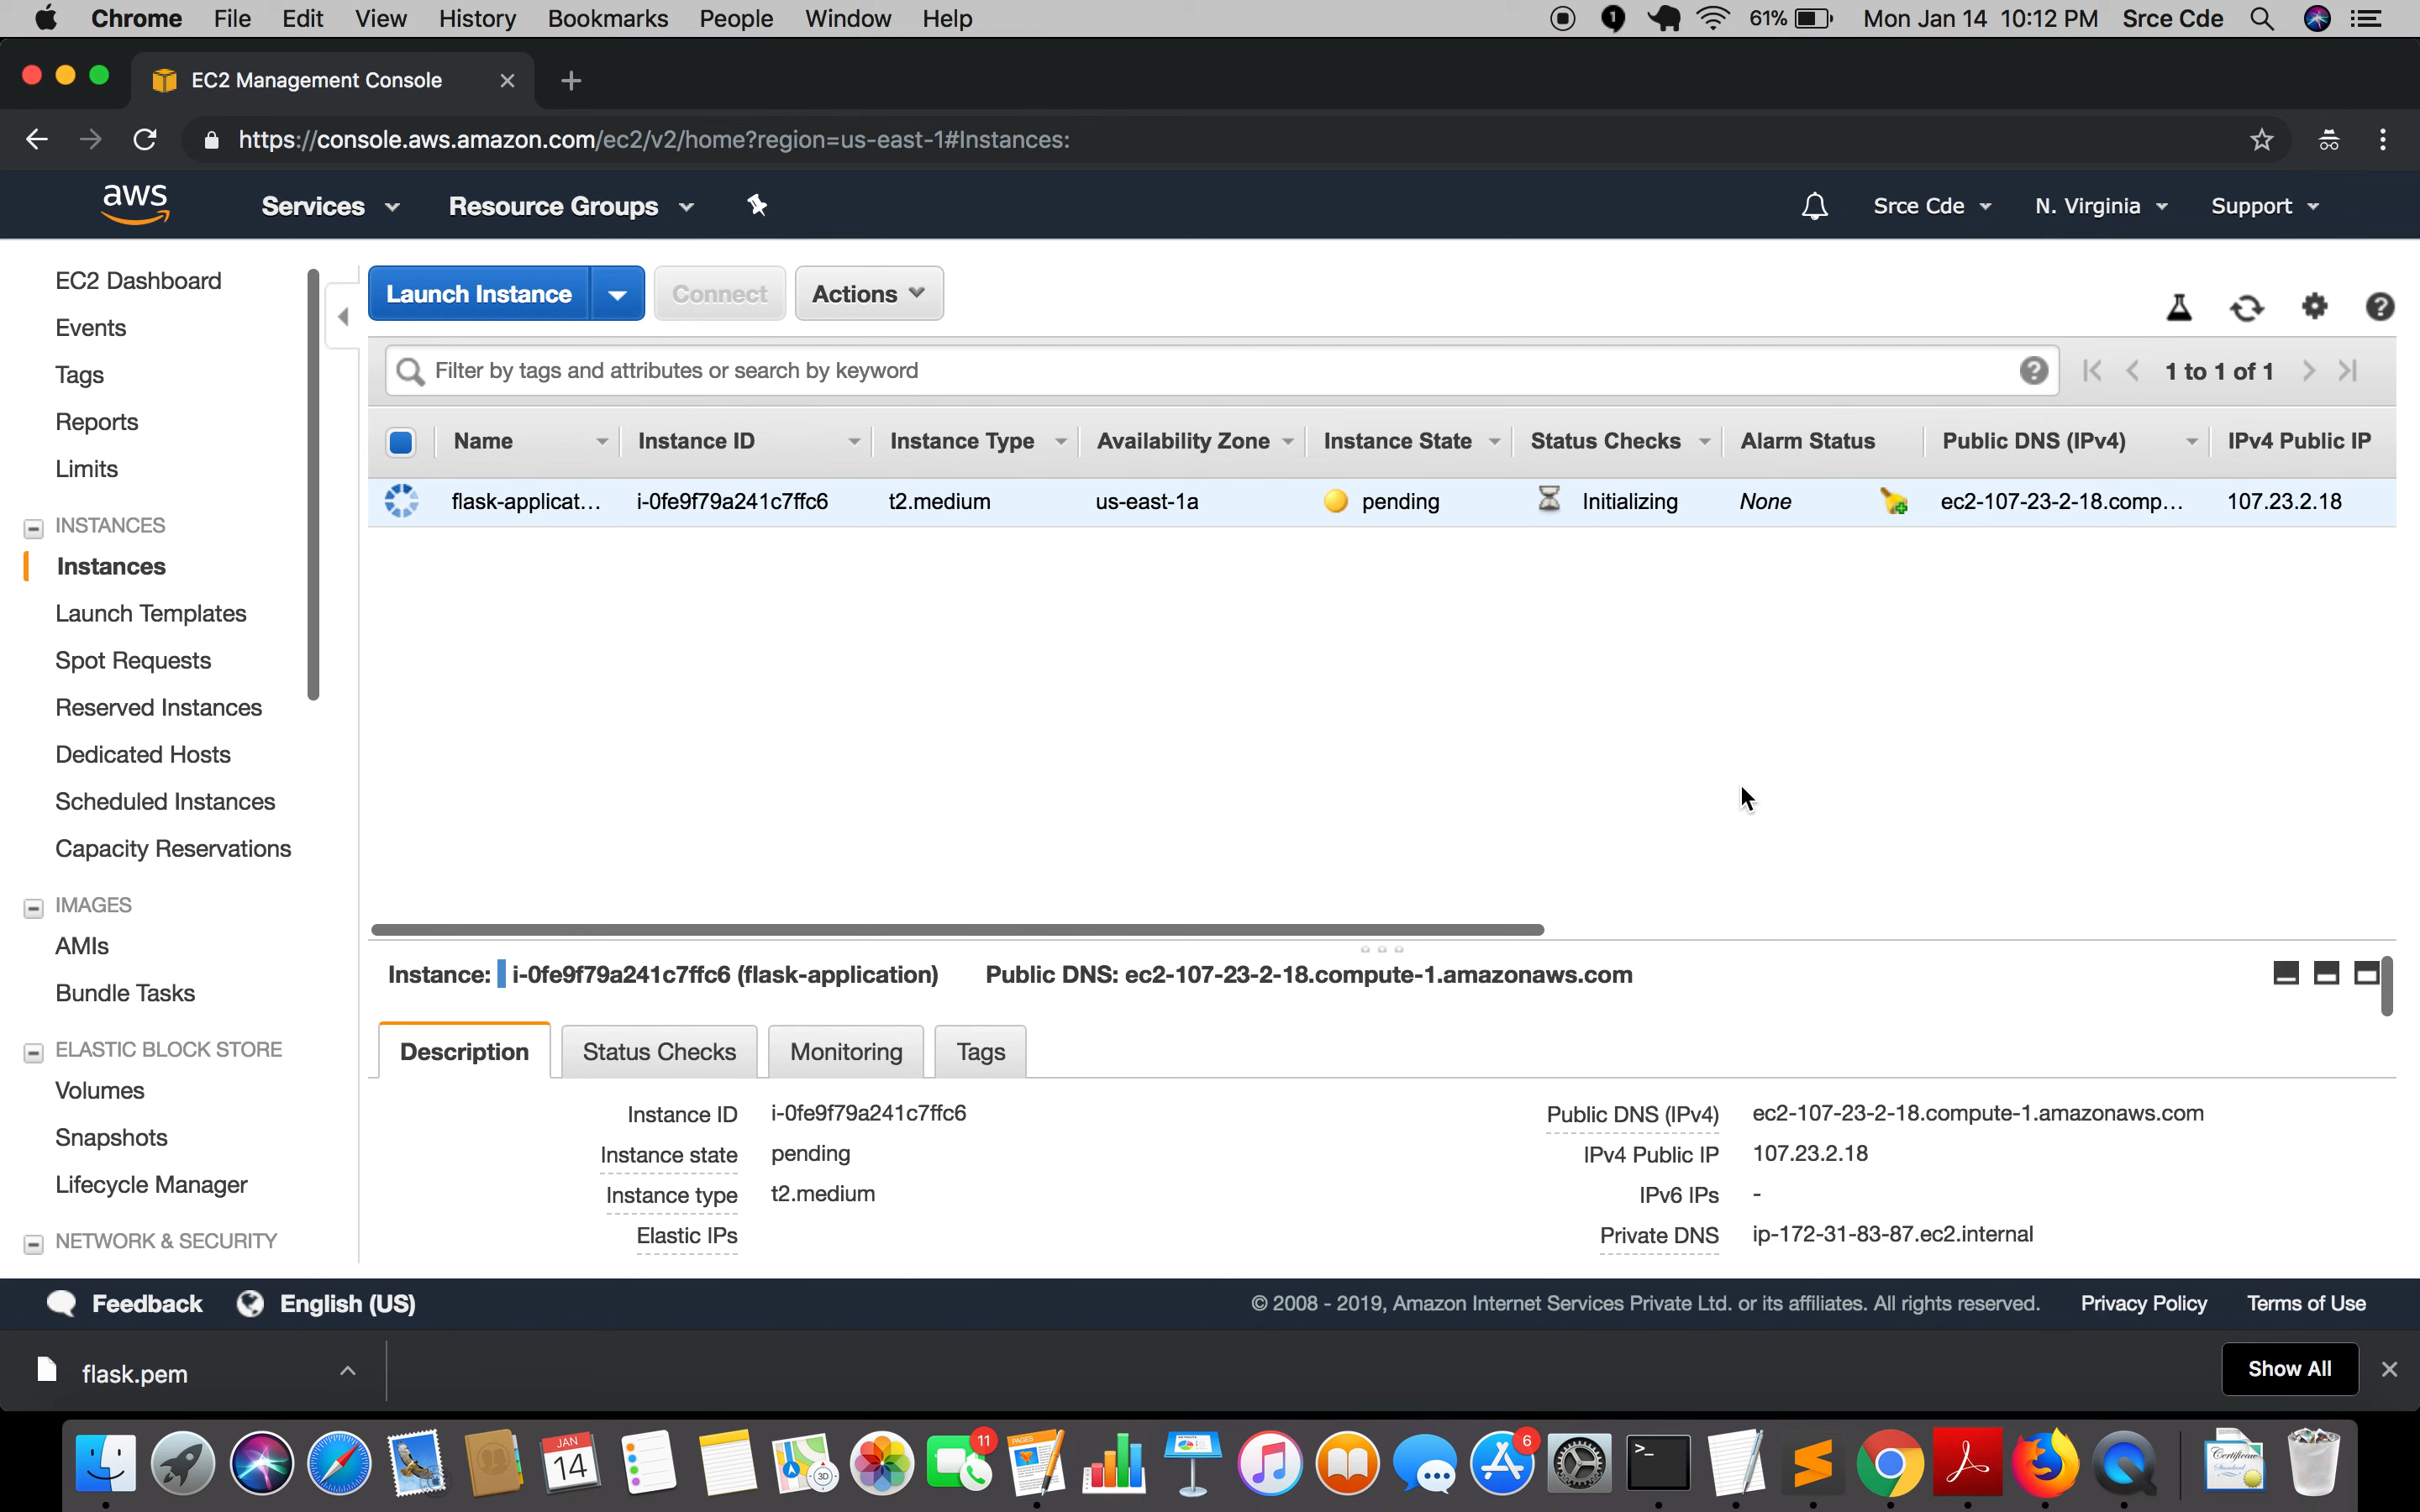 Chrome File Edit View History Bookmarks People Window Help 61% Mon Jan 14 10:12 PM Srce Cde
EC2 Management Console
https://console.aws.amazon.com/ec2/v2/home?region=us-east-1#Instances:
aws Services Resource Groups Srce Cde N. Virginia Support
EC2 Dashboard
Events
Tags
Reports
Limits
INSTANCES
Instances
Launch Templates
Spot Requests
Reserved Instances
Dedicated Hosts
Scheduled Instances
Capacity Reservations
IMAGES
AMIs
Bundle Tasks
ELASTIC BLOCK STORE
Volumes
Snapshots
Lifecycle Manager
NETWORK & SECURITY
Launch Instance Connect Actions
Filter by tags and attributes or search by keyword 1 to 1 of 1
Name Instance ID Instance Type Availability Zone Instance State Status Checks Alarm Status Public DNS (IPv4) IPv4 Public IP
flask-applicat... i-0fe9f79a241c7ffc6 t2.medium us-east-1a pending Initializing None ec2-107-23-2-18.comp... 107.23.2.18
Instance: i-0fe9f79a241c7ffc6 (flask-application) Public DNS: ec2-107-23-2-18.compute-1.amazonaws.com
Description Status Checks Monitoring Tags
Instance ID i-0fe9f79a241c7ffc6
Instance state pending
Instance type t2.medium
Elastic IPs
Public DNS (IPv4) ec2-107-23-2-18.compute-1.amazonaws.com
IPv4 Public IP 107.23.2.18
IPv6 IPs -
Private DNS ip-172-31-83-87.ec2.internal
Feedback English (US) © 2008 - 2019, Amazon Internet Services Private Ltd. or its affiliates. All rights reserved. Privacy Policy Terms of Use
flask.pem Show All
JAN
14
3D
11
PAGES
6
>_
Certificate
Standard